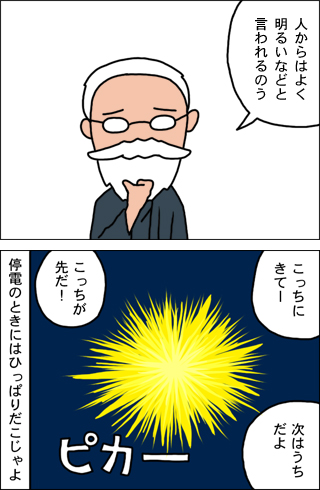 人からはよく
明るいなどと
言われるのう
こっちに
きてー
次はうち
だよ
こっちが
先だ！
ピカー
停電のときにはひっぱりだこじゃよ